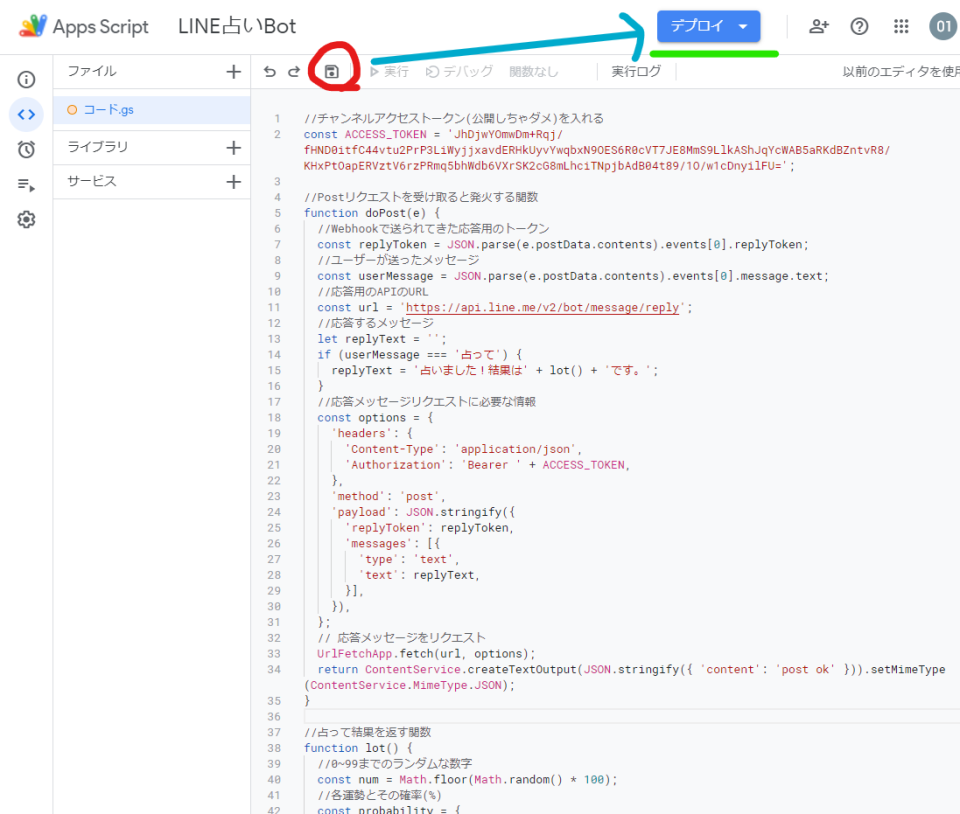 Apps Script LINE占いBot デプロイ 01
ファイル 実行 デバッグ 関数なし 実行ログ 以前のエディタを使用
コード.gs
ライブラリ
サービス
1 //チャンネルアクセストークン(公開しちゃダメ)を入れる
2 const ACCESS_TOKEN = 'JhDjwYOmwDm+Rqj/
fHND0itfC44vtu2PrP3LiWyjjxavdERHkUyvYwqbxN9OES6R0cVT7JE8MmS9LlkAShJqYcWAB5aRKdBZntvR8/
KHxPtOapERVztV6rzPRmq5bhWdb6VXrSK2cG8mLhciTNpjbAdB04t89/1O/w1cDnyilFU=';
3
4 //Postリクエストを受け取ると発火する関数
5 function doPost(e) {
6 //Webhookで送られてきた応答用のトークン
7 const replyToken = JSON.parse(e.postData.contents).events[0].replyToken;
8 //ユーザーが送ったメッセージ
9 const userMessage = JSON.parse(e.postData.contents).events[0].message.text;
10 //応答用のAPIのURL
11 const url = 'https://api.line.me/v2/bot/message/reply';
12 //応答するメッセージ
13 let replyText = '';
14 if (userMessage === '占って') {
15 replyText = '占いました！結果は' + lot() + 'です。';
16 }
17 //応答メッセージリクエストに必要な情報
18 const options = {
19 'headers': {
20 'Content-Type': 'application/json',
21 'Authorization': 'Bearer ' + ACCESS_TOKEN,
22 },
23 'method': 'post',
24 'payload': JSON.stringify({
25 'replyToken': replyToken,
26 'messages': [{
27 'type': 'text',
28 'text': replyText,
29 }],
30 }),
31 };
32 // 応答メッセージをリクエスト
33 UrlFetchApp.fetch(url, options);
34 return ContentService.createTextOutput(JSON.stringify({ 'content': 'post ok' })).setMimeType
(ContentService.MimeType.JSON);
35 }
36
37 //占って結果を返す関数
38 function lot() {
39 //0~99までのランダムな数字
40 const num = Math.floor(Math.random() * 100);
41 //各運勢とその確率(%)
42 const probability = {